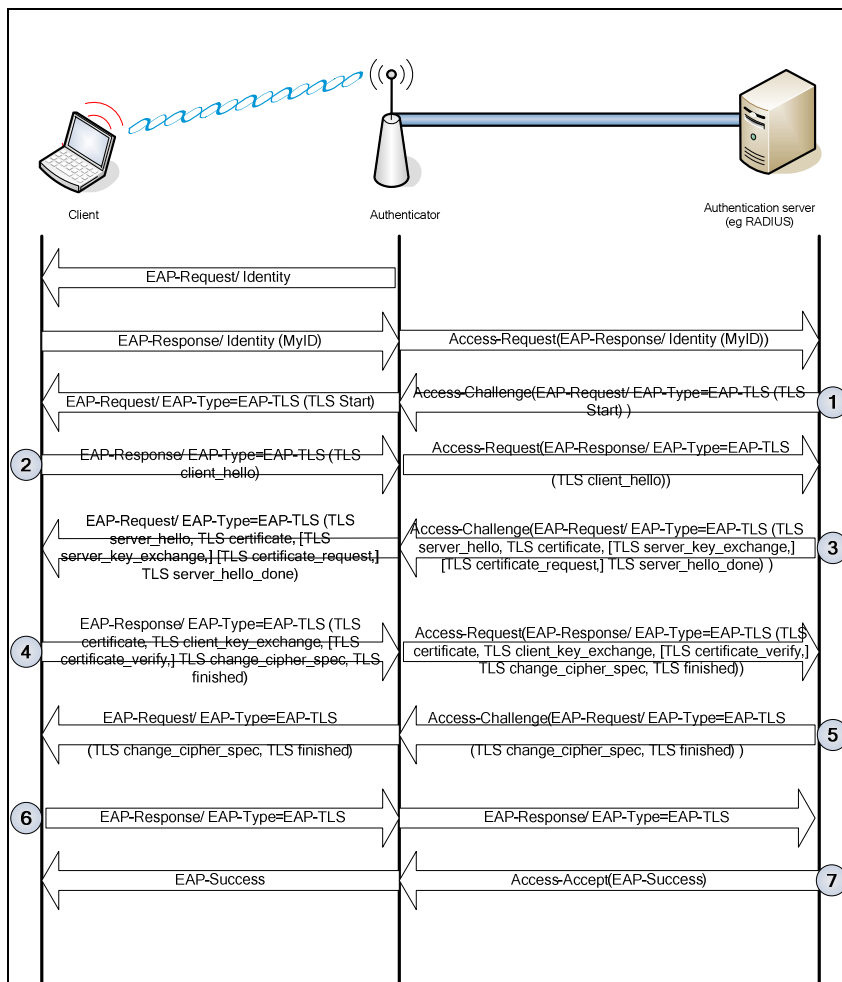 Client
Authenticator
Authentication server
(eg RADIUS)
EAP-Request/ Identity
EAP-Response/ Identity (MyID)
Access-Request(EAP-Response/ Identity (MyID))
EAP-Request/ EAP-Type=EAP-TLS (TLS Start)
Access-Challenge(EAP-Request/ EAP-Type=EAP-TLS (TLS
Start) )
1
2
EAP-Response/ EAP-Type=EAP-TLS (TLS
client_hello)
Access-Request(EAP-Response/ EAP-Type=EAP-TLS
(TLS client_hello))
EAP-Request/ EAP-Type=EAP-TLS (TLS
server_hello, TLS certificate, [TLS
server_key_exchange,] [TLS certificate_request,]
TLS server_hello_done)
Access-Challenge(EAP-Request/ EAP-Type=EAP-TLS (TLS
server_hello, TLS certificate, [TLS server_key_exchange,]
[TLS certificate_request,] TLS server_hello_done) )
3
4
EAP-Response/ EAP-Type=EAP-TLS (TLS
certificate, TLS client_key_exchange, [TLS
certificate_verify,] TLS change_cipher_spec, TLS
finished)
Access-Request(EAP-Response/ EAP-Type=EAP-TLS (TLS
certificate, TLS client_key_exchange, [TLS certificate_verify,]
TLS change_cipher_spec, TLS finished))
EAP-Request/ EAP-Type=EAP-TLS
(TLS change_cipher_spec, TLS finished)
Access-Challenge(EAP-Request/ EAP-Type=EAP-TLS
(TLS change_cipher_spec, TLS finished) )
5
6
EAP-Response/ EAP-Type=EAP-TLS
EAP-Response/ EAP-Type=EAP-TLS
EAP-Success
Access-Accept(EAP-Success)
7